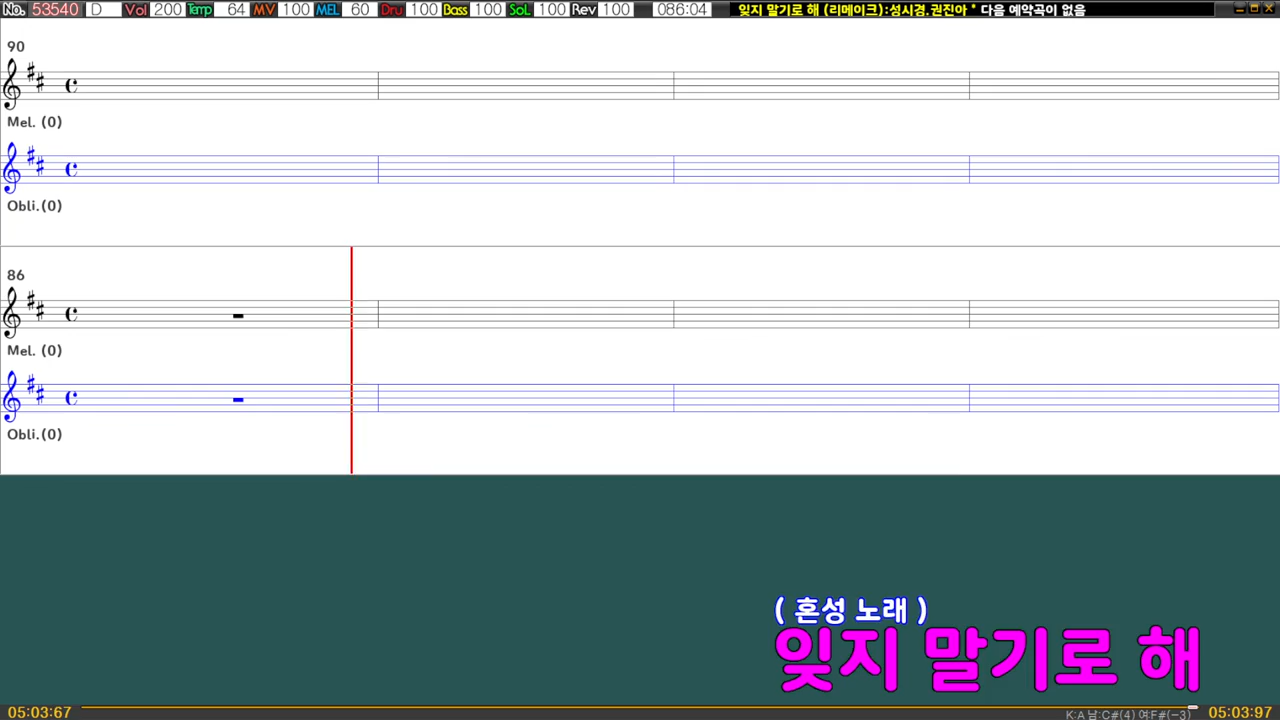 No. 53540 D Vol 200 Temp 64 MV 100 MEL 60 Dru 100 Bass 100 SoL 100 Rev 100 086:04 잊지 말기로 해 (리메이크):성시경.권진아 * 다음 예약곡이 없음
90
Mel. (0)
Obli.(0)
86
Mel. (0)
Obli.(0)
( 혼성 노래 )
잊지 말기로 해
05:03:67 K:A 남:C#(4) 여:F#(-3) 05:03:97